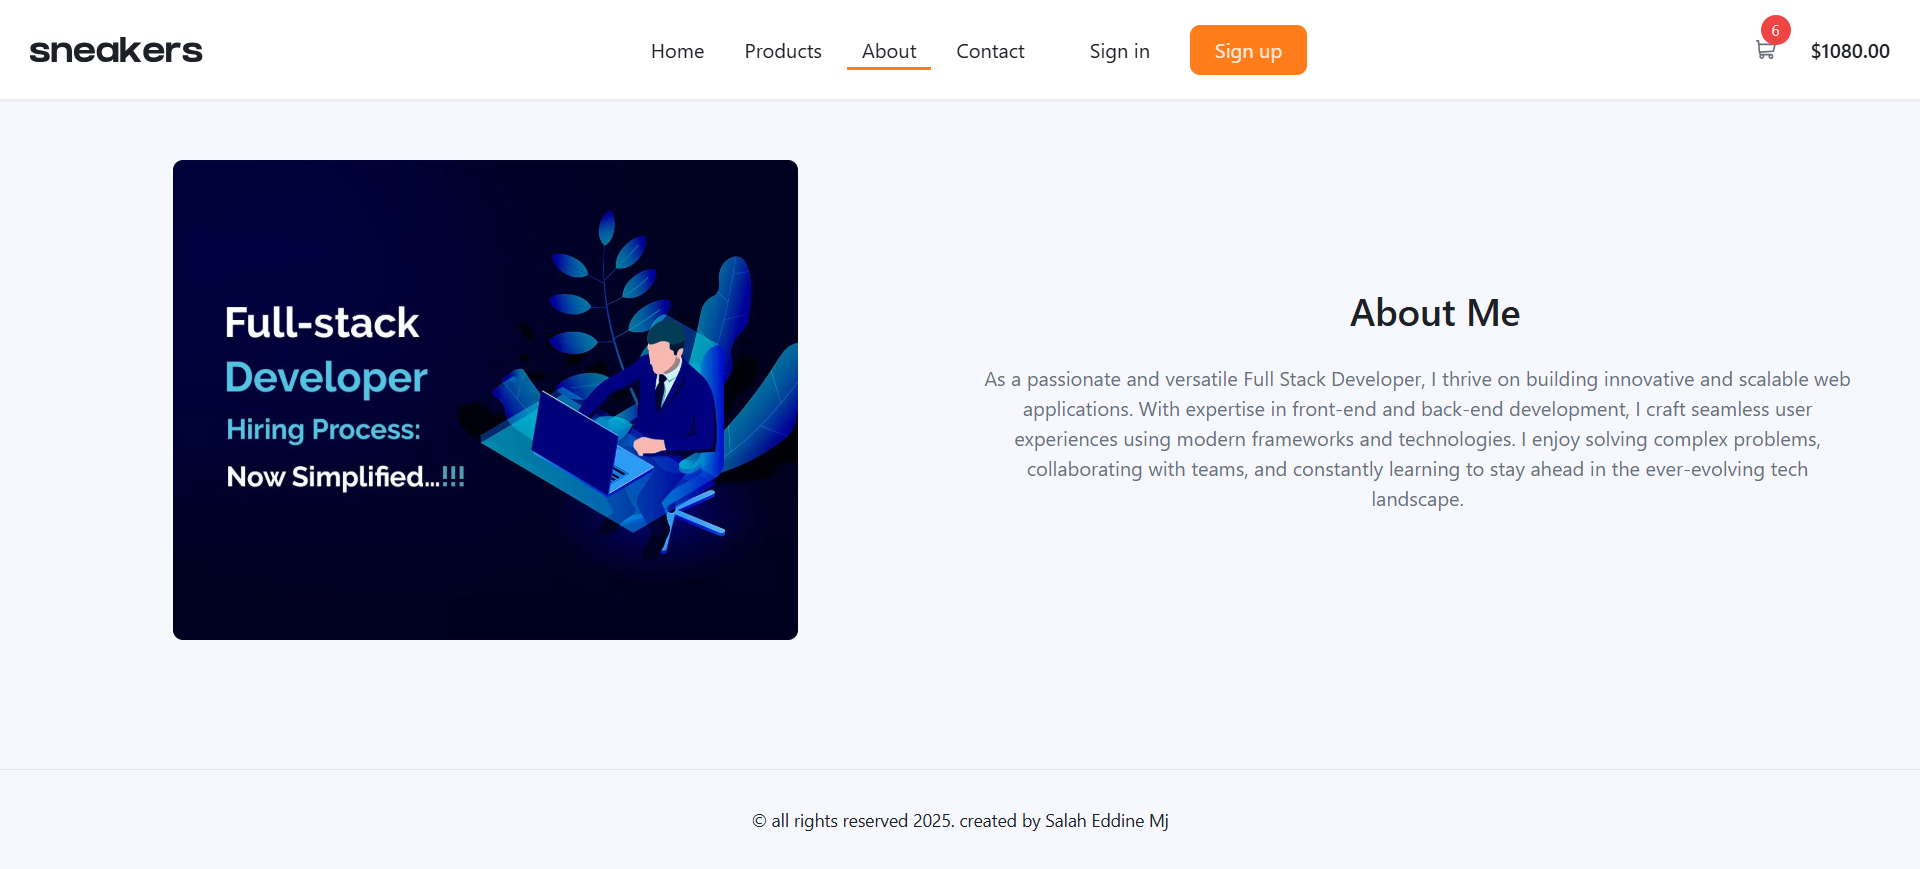 sneakers
Home Products About Contact Sign in Sign up
6
$1080.00
Full-stack
Developer
Hiring Process:
Now Simplified...!!!
About Me
As a passionate and versatile Full Stack Developer, I thrive on building innovative and scalable web
applications. With expertise in front-end and back-end development, I craft seamless user
experiences using modern frameworks and technologies. I enjoy solving complex problems,
collaborating with teams, and constantly learning to stay ahead in the ever-evolving tech
landscape.
© all rights reserved 2025. created by Salah Eddine Mj